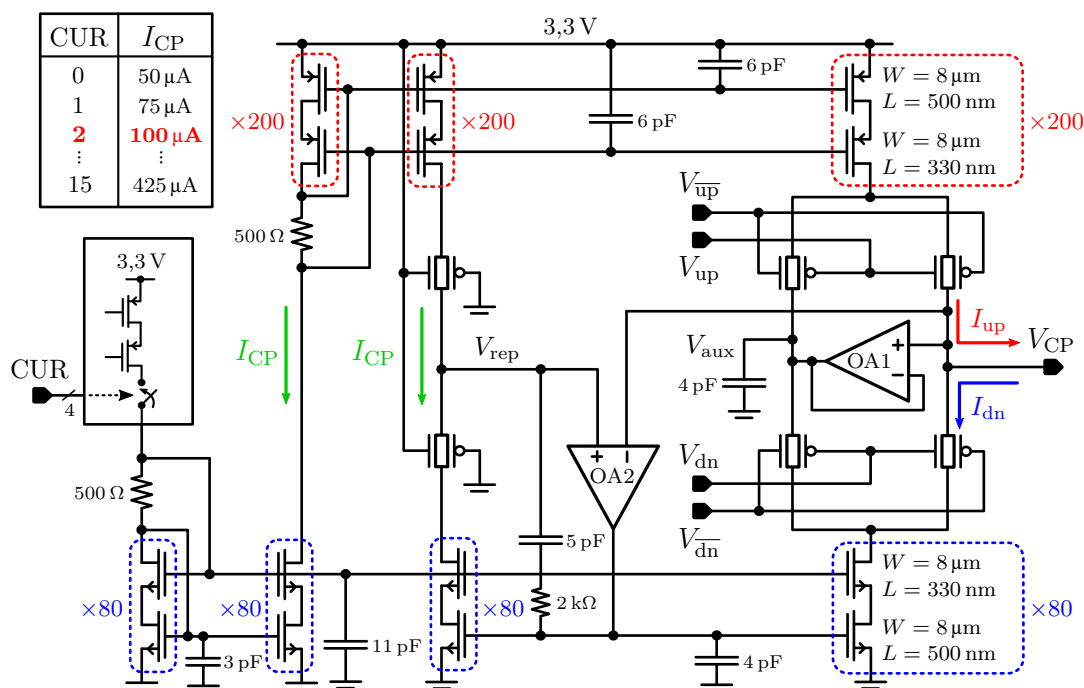 CUR I_CP
0 50 µA
1 75 µA
2 100 µA
⋮ ⋮
15 425 µA
3,3 V
6 pF
6 pF
×200
×200
W = 8 µm
L = 500 nm
W = 8 µm
L = 330 nm
×200
500 Ω
V_u̅p̅
V_up
3,3 V
CUR
4
I_CP
I_CP
V_rep
V_aux
4 pF
OA1
+
−
I_up
V_CP
I_dn
500 Ω
+ −
OA2
V_dn
V_d̅n̅
5 pF
2 kΩ
×80
×80
×80
3 pF
11 pF
4 pF
W = 8 µm
L = 330 nm
W = 8 µm
L = 500 nm
×80